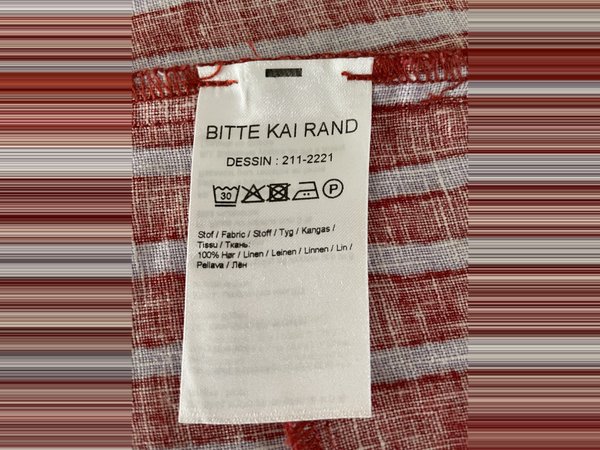 BITTE KAI RAND
DESSIN : 211-2221
30 P
Stof / Fabric / Stoff / Tyg / Kangas /
Tissu / Ткань:
100% Hør / Linen / Leinen / Linnen / Lin /
Pellava / Лён